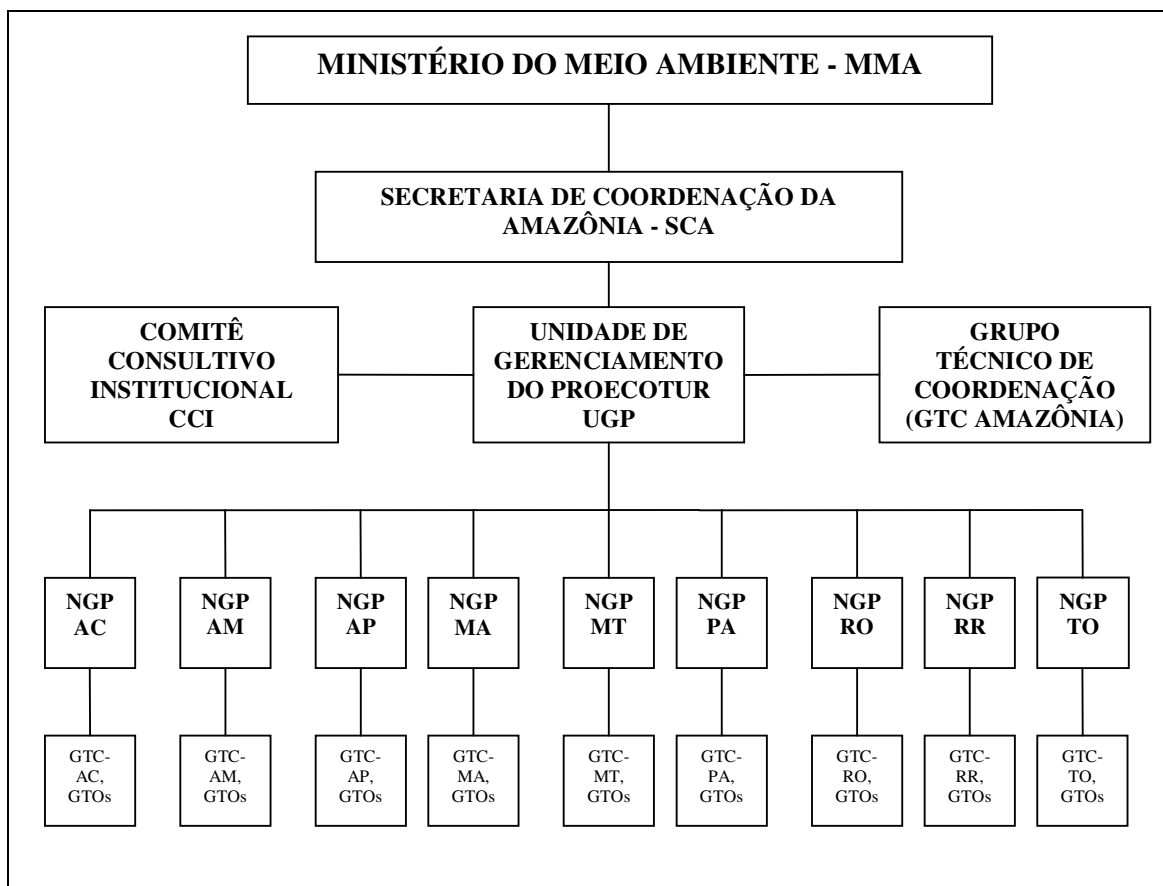 MINISTÉRIO DO MEIO AMBIENTE - MMA
SECRETARIA DE COORDENAÇÃO DA
AMAZÔNIA - SCA
COMITÊ
CONSULTIVO
INSTITUCIONAL
CCI
UNIDADE DE
GERENCIAMENTO
DO PROECOTUR
UGP
GRUPO
TÉCNICO DE
COORDENAÇÃO
(GTC AMAZÔNIA)
NGP
AC
NGP
AM
NGP
AP
NGP
MA
NGP
MT
NGP
PA
NGP
RO
NGP
RR
NGP
TO
GTC-
AC,
GTOs
GTC-
AM,
GTOs
GTC-
AP,
GTOs
GTC-
MA,
GTOs
GTC-
MT,
GTOs
GTC-
PA,
GTOs
GTC-
RO,
GTOs
GTC-
RR,
GTOs
GTC-
TO,
GTOs